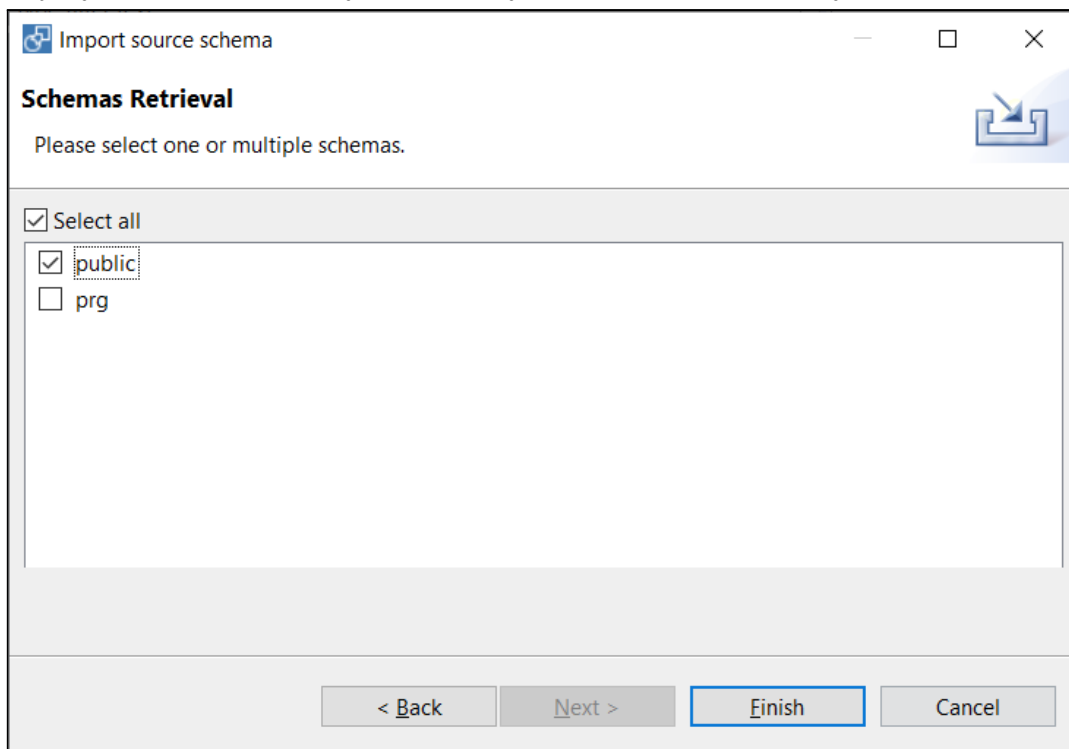 Import source schema
Schemas Retrieval
Please select one or multiple schemas.
Select all
public
prg
< Back Next > Finish Cancel